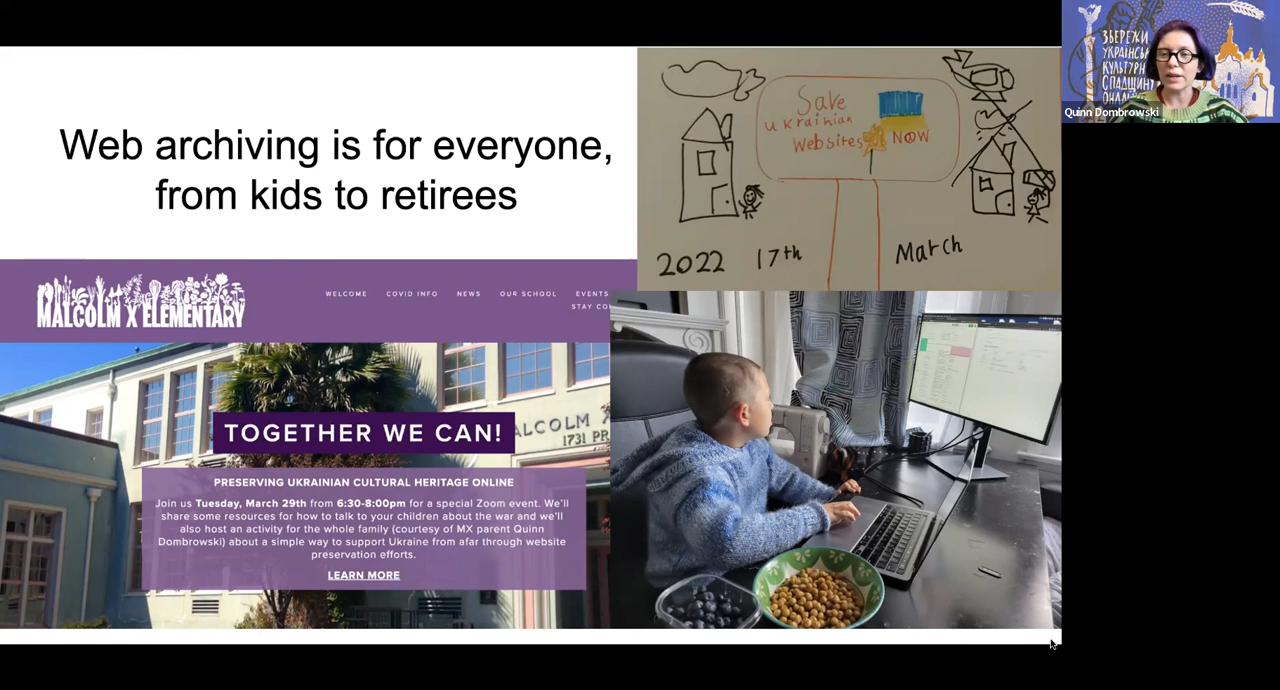 Web archiving is for everyone,
from kids to retirees
Save
Ukrainian
Websites NOW
2022 17th March
MALCOLM X ELEMENTARY
WELCOME COVID INFO NEWS OUR SCHOOL EVENTS
STAY
TOGETHER WE CAN!
ALCOLM X
1731
PRESERVING UKRAINIAN CULTURAL HERITAGE ONLINE
Join us Tuesday, March 29th from 6:30-8:00pm for a special Zoom event. We'll
share some resources for how to talk to your children about the war and we'll
also host an activity for the whole family (courtesy of MX parent Quinn
Dombrowski) about a simple way to support Ukraine from afar through website
preservation efforts.
LEARN MORE
Quinn Dombrowski